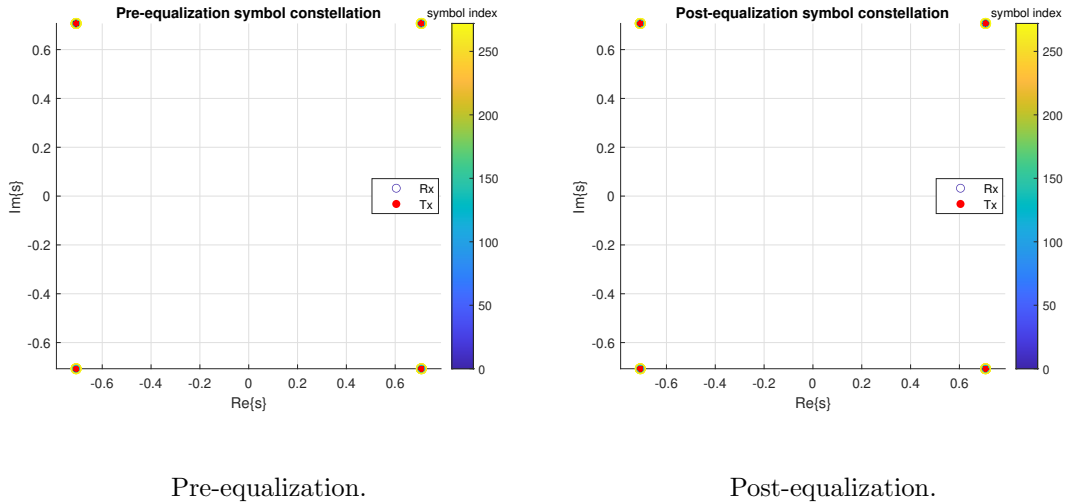 Pre-equalization symbol constellation
symbol index
0.6
0.4
0.2
0
-0.2
-0.4
-0.6
Im{s}
-0.6
-0.4
-0.2
0
0.2
0.4
0.6
Re{s}
Rx
Tx
250
200
150
100
50
0
Post-equalization symbol constellation
symbol index
0.6
0.4
0.2
0
-0.2
-0.4
-0.6
Im{s}
-0.6
-0.4
-0.2
0
0.2
0.4
0.6
Re{s}
Rx
Tx
250
200
150
100
50
0
Pre-equalization.
Post-equalization.